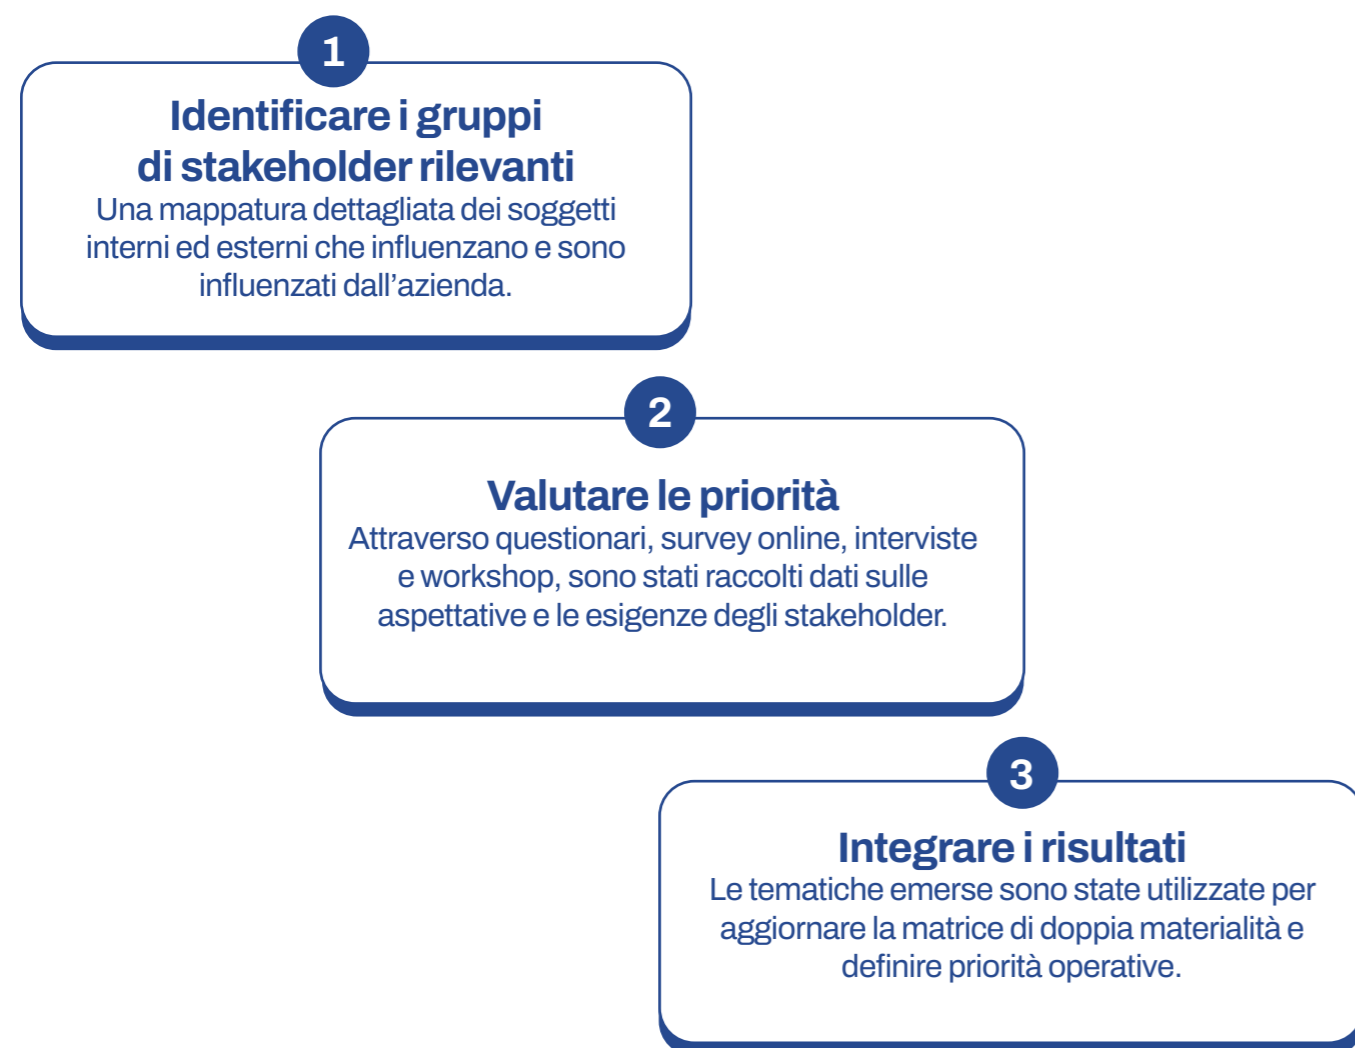 1
Identificare i gruppi
di stakeholder rilevanti
Una mappatura dettagliata dei soggetti
interni ed esterni che influenzano e sono
influenzati dall’azienda.
2
Valutare le priorità
Attraverso questionari, survey online, interviste
e workshop, sono stati raccolti dati sulle
aspettative e le esigenze degli stakeholder.
3
Integrare i risultati
Le tematiche emerse sono state utilizzate per
aggiornare la matrice di doppia materialità e
definire priorità operative.